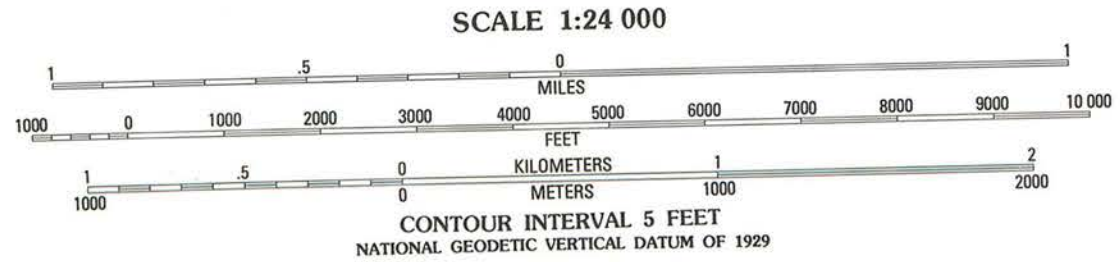 SCALE 1:24 000
1 .5 0 1
MILES
1000 0 1000 2000 3000 4000 5000 6000 7000 8000 9000 10 000
FEET
1 .5 0 KILOMETERS 1 2
1000 0 METERS 1000 2000
CONTOUR INTERVAL 5 FEET
NATIONAL GEODETIC VERTICAL DATUM OF 1929